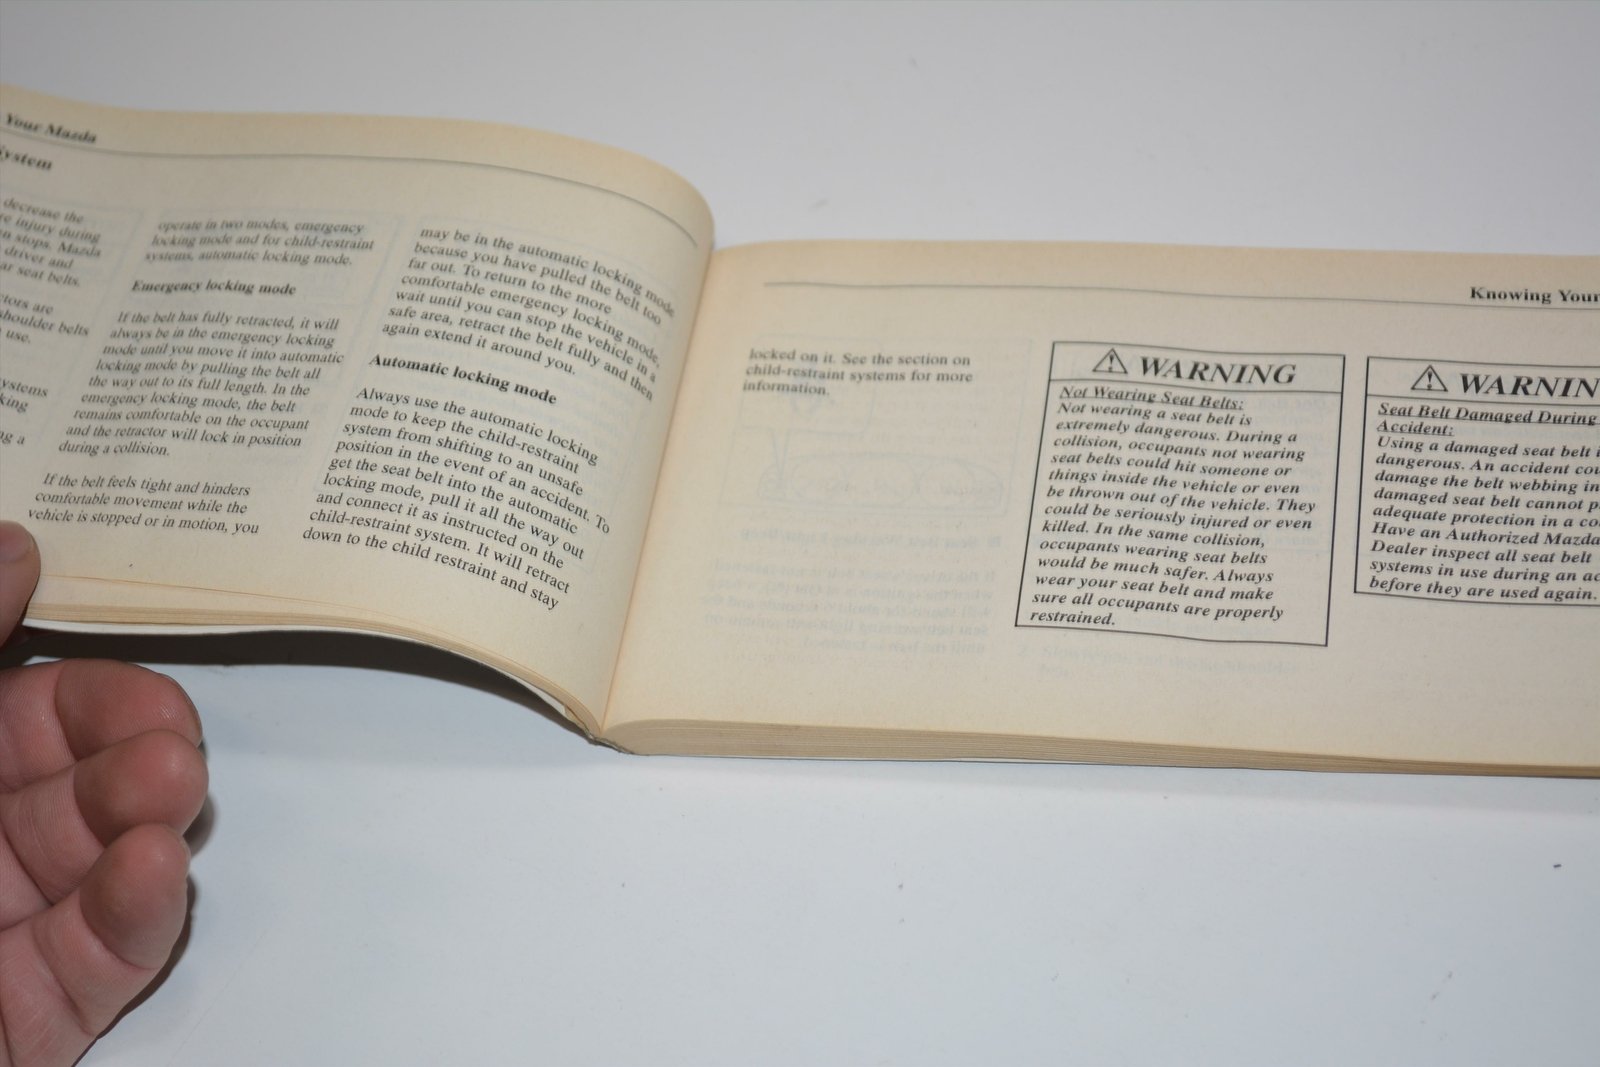 Your Mazda
System
decrease the
injury during
stops. Mazda
driver and
seat belts.
are
shoulder belts
use.
systems
a
operate in two modes, emergency
locking mode and for child-restraint
systems, automatic locking mode.
Emergency locking mode
If the belt has fully retracted, it will
always be in the emergency locking
mode until you move it into automatic
locking mode by pulling the belt all
the way out to its full length. In the
emergency locking mode, the belt
remains comfortable on the occupant
and the retractor will lock in position
during a collision.
If the belt feels tight and hinders
comfortable movement while the
vehicle is stopped or in motion, you
may be in the automatic locking mode
because you have pulled the belt too
far out. To return to the more
comfortable emergency locking mode,
wait until you can stop the vehicle in a
safe area, retract the belt fully and then
again extend it around you.
Automatic locking mode
Always use the automatic locking
mode to keep the child-restraint
system from shifting to an unsafe
position in the event of an accident. To
get the seat belt into the automatic
locking mode, pull it all the way out
and connect it as instructed on the
child-restraint system. It will retract
down to the child restraint and stay
Knowing Your
locked on it. See the section on
child-restraint systems for more
information.
WARNING
Not Wearing Seat Belts:
Not wearing a seat belt is
extremely dangerous. During a
collision, occupants not wearing
seat belts could hit someone or
things inside the vehicle or even
be thrown out of the vehicle. They
could be seriously injured or even
killed. In the same collision,
occupants wearing seat belts
would be much safer. Always
wear your seat belt and make
sure all occupants are properly
restrained.
WARNIN
Seat Belt Damaged During
Accident:
Using a damaged seat belt i
dangerous. An accident cou
damage the belt webbing in
damaged seat belt cannot p
adequate protection in a co
Have an Authorized Mazda
Dealer inspect all seat belt
systems in use during an ac
before they are used again.